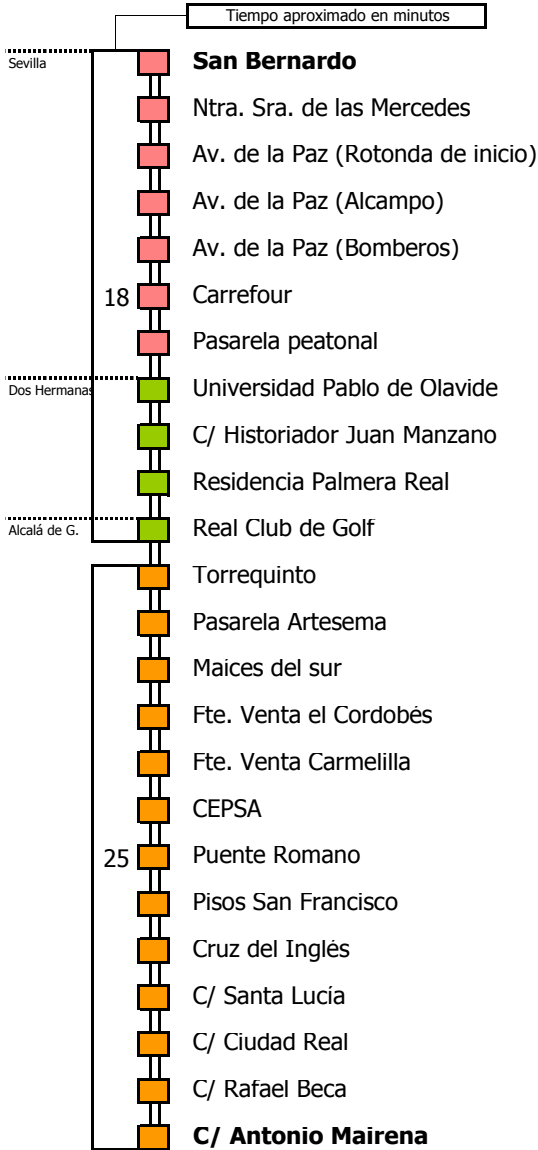 Tiempo aproximado en minutos
Sevilla
San Bernardo
Ntra. Sra. de las Mercedes
Av. de la Paz (Rotonda de inicio)
Av. de la Paz (Alcampo)
Av. de la Paz (Bomberos)
18 Carrefour
Pasarela peatonal
Dos Hermanas
Universidad Pablo de Olavide
C/ Historiador Juan Manzano
Residencia Palmera Real
Alcalá de G.
Real Club de Golf
Torrequinto
Pasarela Artesema
Maices del sur
Fte. Venta el Cordobés
Fte. Venta Carmelilla
CEPSA
25 Puente Romano
Pisos San Francisco
Cruz del Inglés
C/ Santa Lucía
C/ Ciudad Real
C/ Rafael Beca
C/ Antonio Mairena